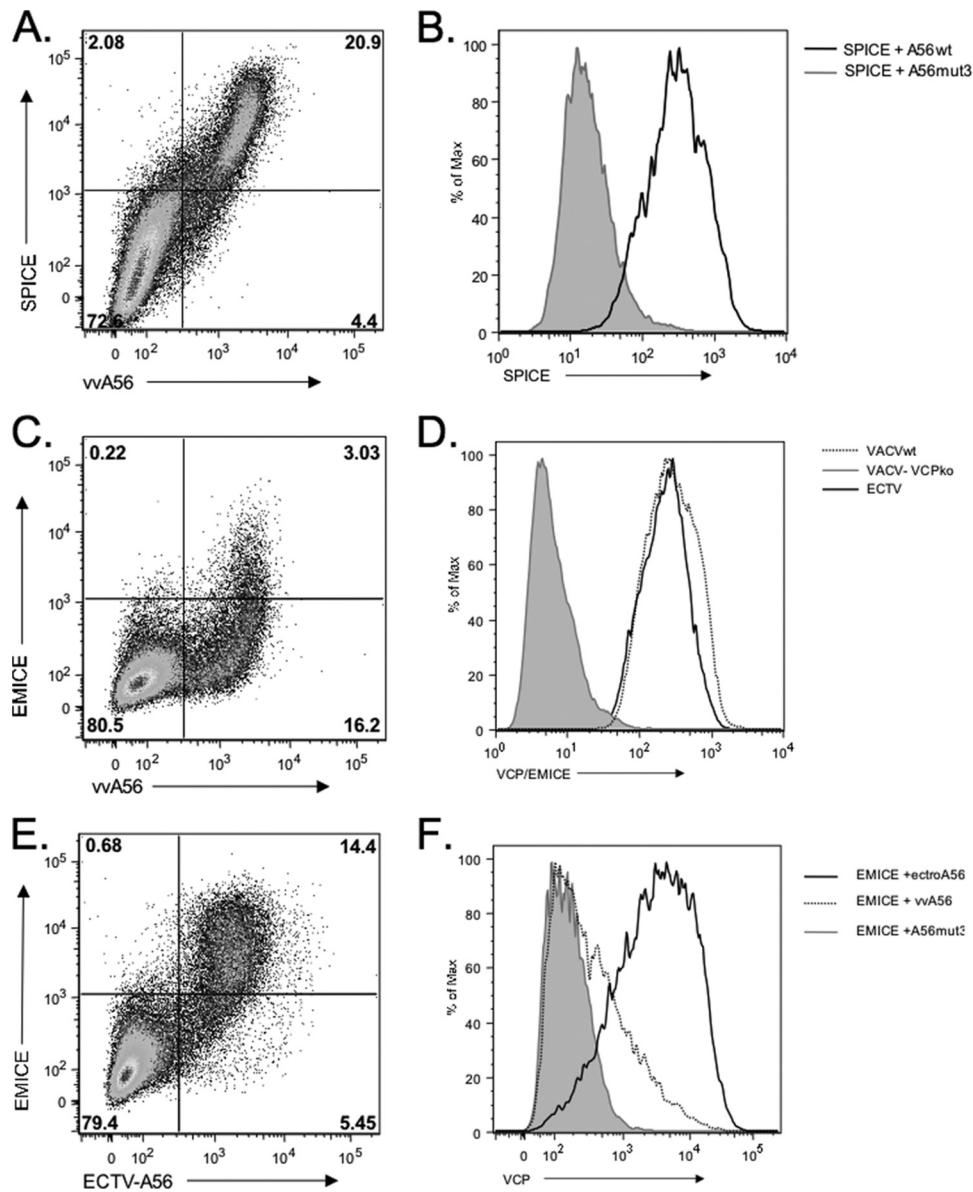 A.
2.08
20.9
10^5
10^4
10^3
10^2
0
SPICE
72.6
4.4
0
10^2
10^3
10^4
10^5
vvA56
B.
SPICE + A56wt
SPICE + A56mut3
100
80
60
40
20
0
% of Max
10^0
10^1
10^2
10^3
10^4
SPICE
C.
0.22
3.03
10^5
10^4
10^3
10^2
0
EMICE
80.5
16.2
0
10^2
10^3
10^4
10^5
vvA56
D.
VACVwt
VACV- VCPko
ECTV
100
80
60
40
20
0
% of Max
10^0
10^1
10^2
10^3
10^4
VCP/EMICE
E.
0.68
14.4
10^5
10^4
10^3
10^2
0
EMICE
79.4
5.45
0
10^2
10^3
10^4
10^5
ECTV-A56
F.
EMICE +ectroA56
EMICE + vvA56
EMICE +A56mut3
100
80
60
40
20
0
% of Max
0
10^2
10^3
10^4
10^5
VCP